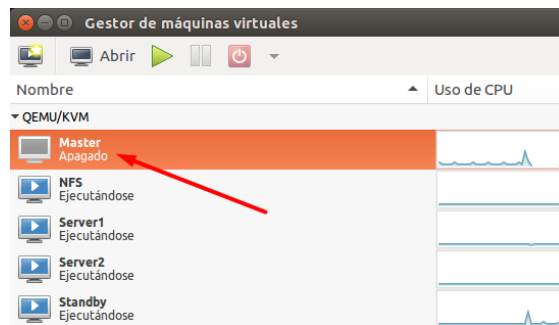 Gestor de máquinas virtuales
Abrir
Nombre Uso de CPU
QEMU/KVM
Master
Apagado
NFS
Ejecutándose
Server1
Ejecutándose
Server2
Ejecutándose
Standby
Ejecutándose